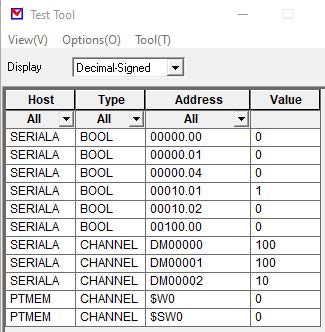 Test Tool
View(V) Options(O) Tool(T)
Display Decimal-Signed
Host Type Address Value
All All All
SERIALA BOOL 00000.00 0
SERIALA BOOL 00000.01 0
SERIALA BOOL 00000.04 0
SERIALA BOOL 00010.01 1
SERIALA BOOL 00010.02 0
SERIALA BOOL 00100.00 0
SERIALA CHANNEL DM00000 100
SERIALA CHANNEL DM00001 100
SERIALA CHANNEL DM00002 10
PTMEM CHANNEL $W0 0
PTMEM CHANNEL $SW0 0